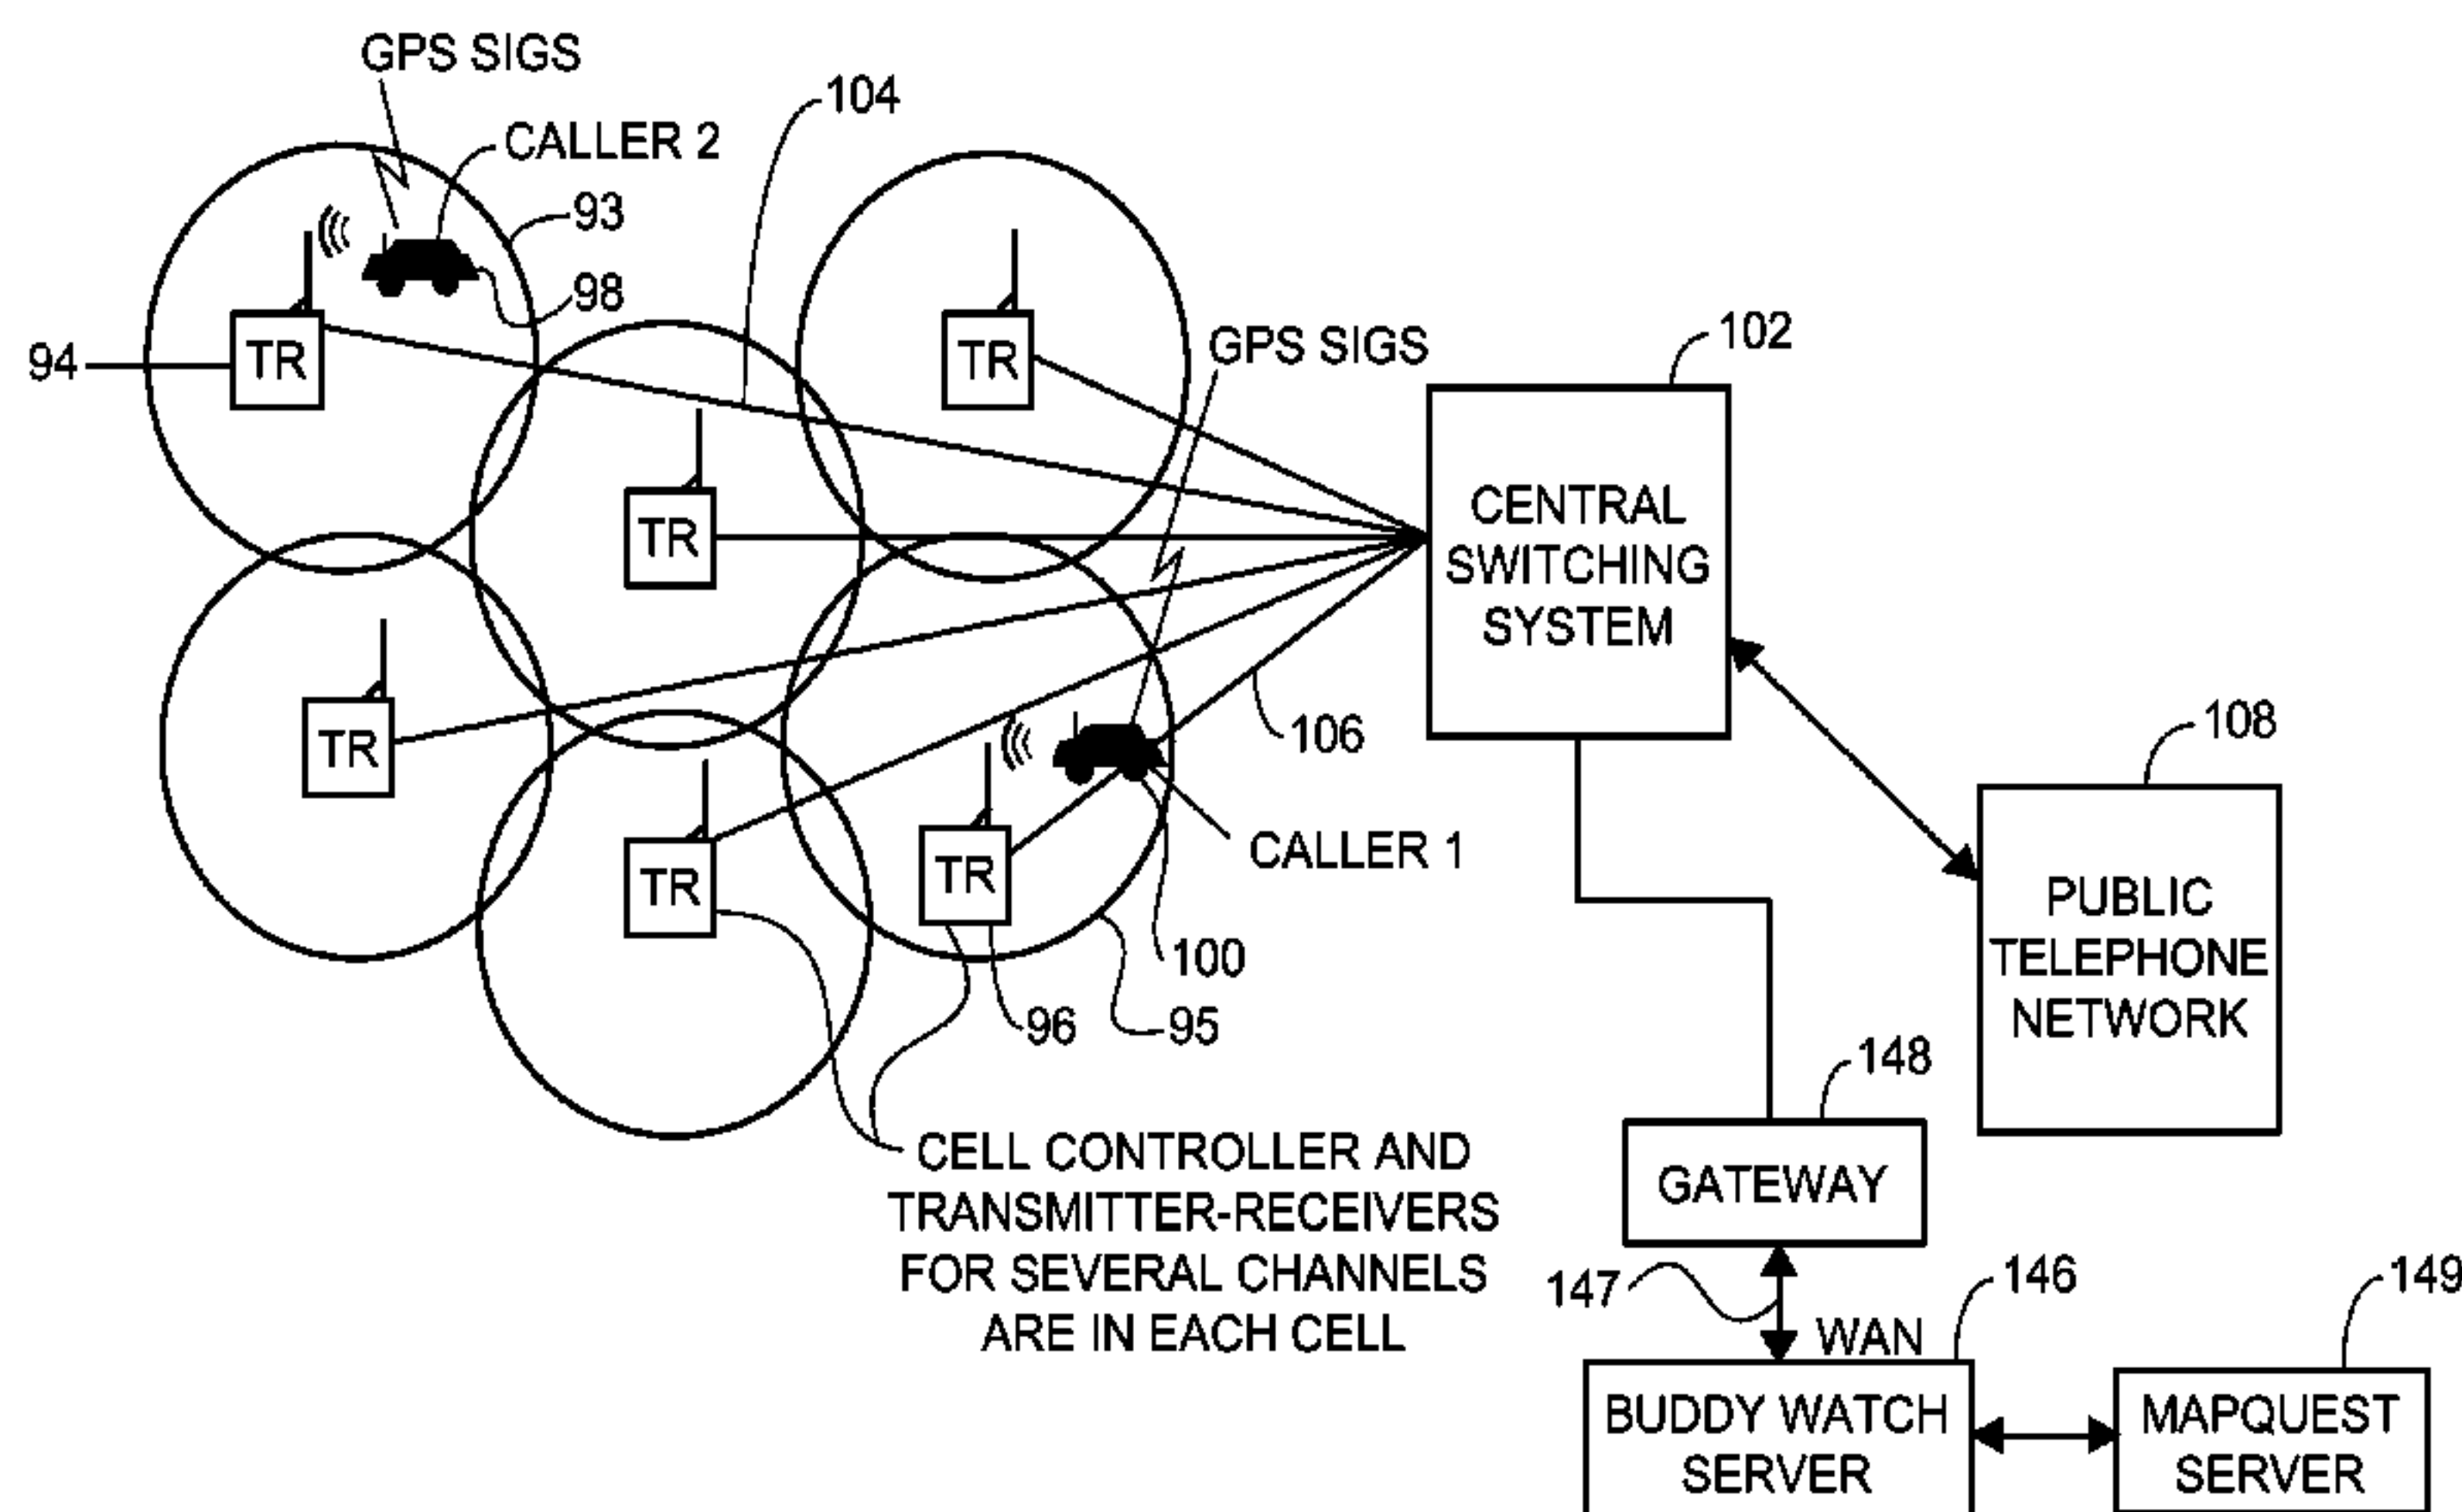 GPS SIGS
104
CALLER 2
93
98
94
TR
TR
GPS SIGS
102
TR
CENTRAL
SWITCHING
SYSTEM
TR
106
108
TR
TR
CALLER 1
PUBLIC
TELEPHONE
NETWORK
100
96
95
148
CELL CONTROLLER AND
TRANSMITTER-RECEIVERS
FOR SEVERAL CHANNELS
ARE IN EACH CELL
GATEWAY
147
WAN
146
149
BUDDY WATCH
SERVER
MAPQUEST
SERVER